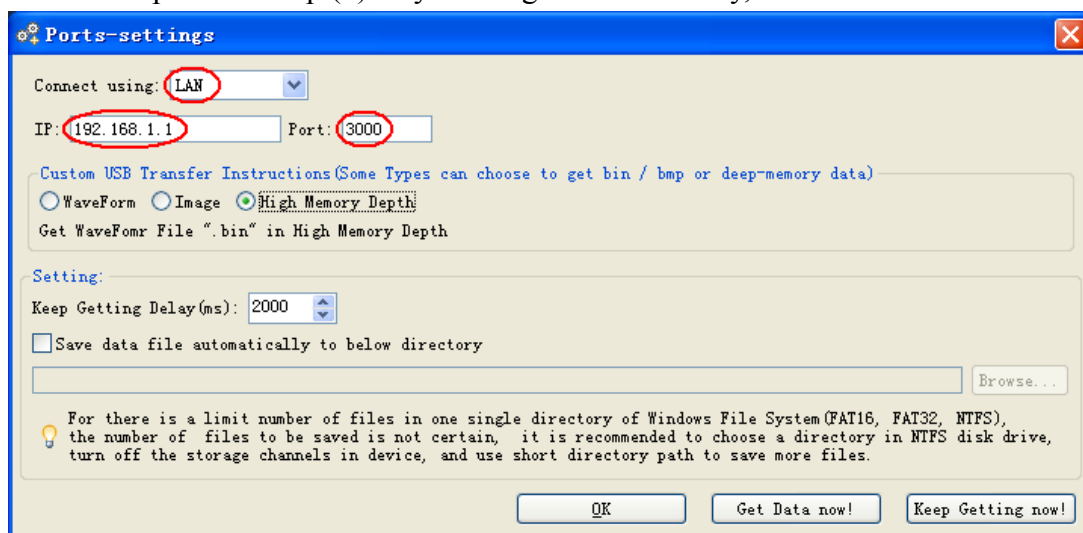 Ports-settings
Connect using: LAN
IP: 192.168.1.1 Port: 3000
Custom USB Transfer Instructions(Some Types can choose to get bin / bmp or deep-memory data)
WaveForm Image High Memory Depth
Get WaveFomr File ".bin" in High Memory Depth
Setting:
Keep Getting Delay(ms): 2000
Save data file automatically to below directory
Browse...
For there is a limit number of files in one single directory of Windows File System(FAT16, FAT32, NTFS),
the number of files to be saved is not certain, it is recommended to choose a directory in NTFS disk drive,
turn off the storage channels in device, and use short directory path to save more files.
OK Get Data now! Keep Getting now!